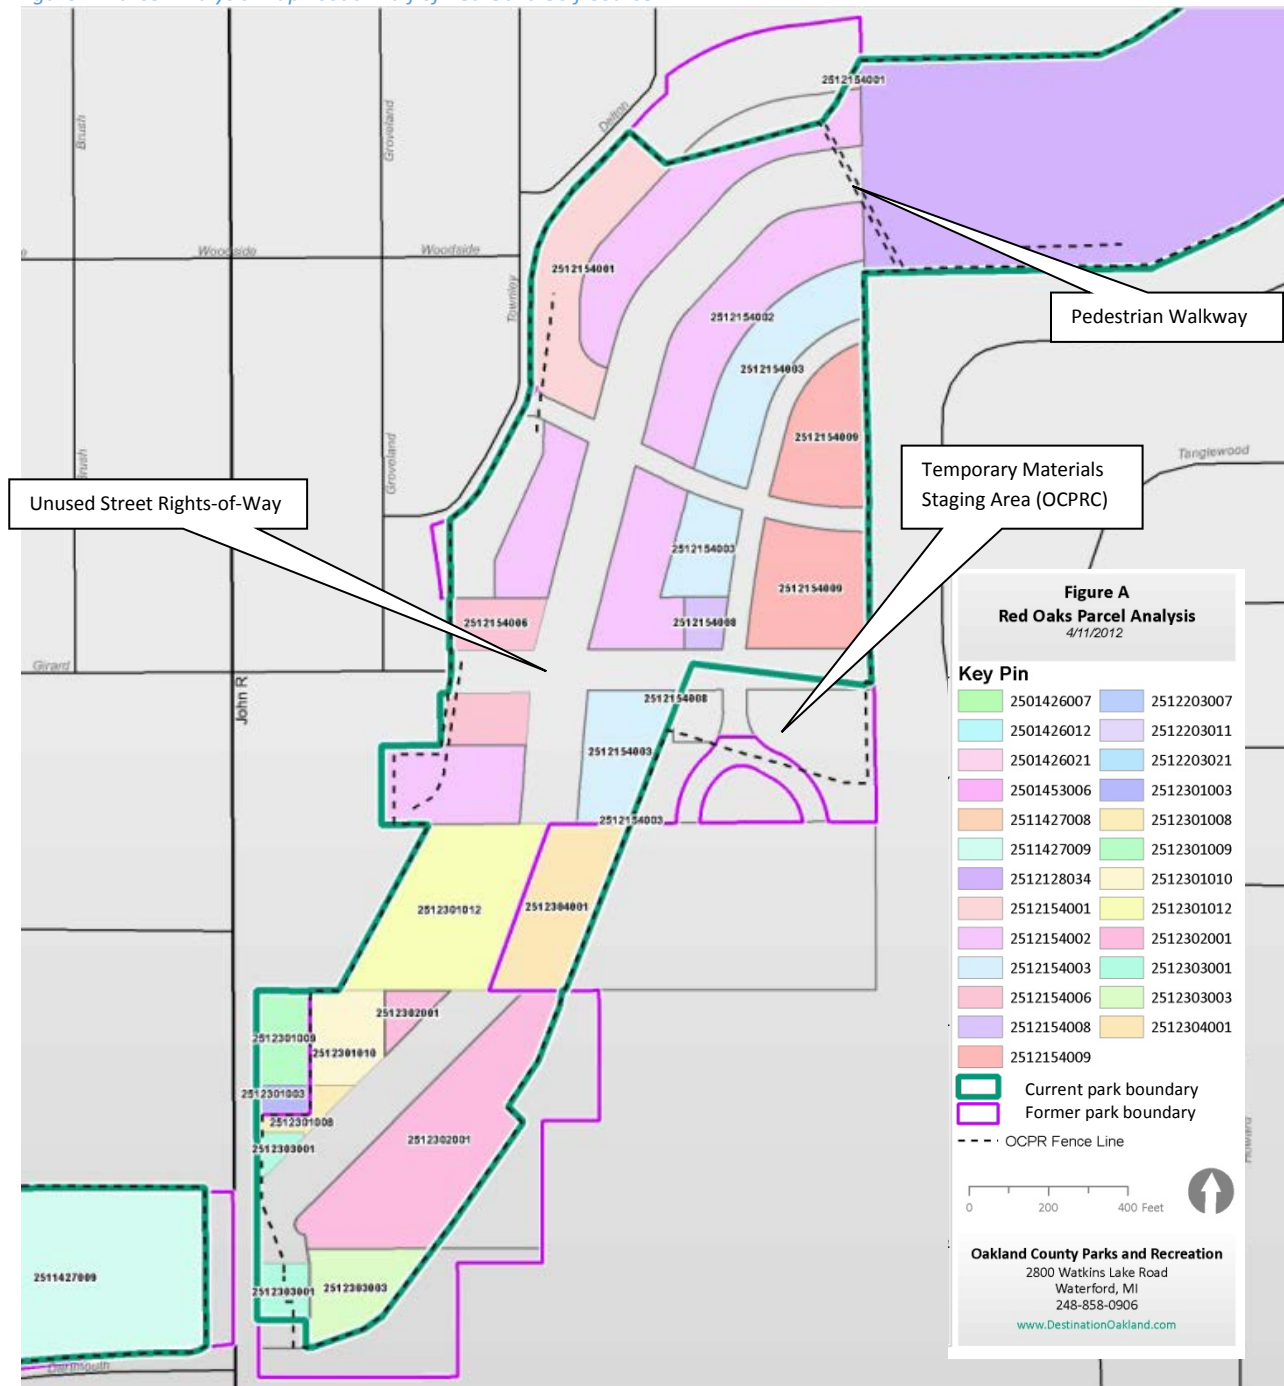 2512154001
Delton
Brush
Groveland
Woodside
Woodside
2512154001
Townley
2512154002
Pedestrian Walkway
2512154003
2512154009
Tanglewood
Temporary Materials
Staging Area (OCPRC)
Groveland
Brush
Unused Street Rights-of-Way
2512154003
2512154009
2512154006
2512154008
Girard
John R
2512154008
2512154003
2512154003
2512301012
2512304001
2512302001
2512301009
2512301010
2512301003
2512301008
2512302001
2512303001
2511427009
2512303001
2512303003
Dartmouth
Howard
Figure A
Red Oaks Parcel Analysis
4/11/2012
Key Pin
2501426007 2512203007
2501426012 2512203011
2501426021 2512203021
2501453006 2512301003
2511427008 2512301008
2511427009 2512301009
2512128034 2512301010
2512154001 2512301012
2512154002 2512302001
2512154003 2512303001
2512154006 2512303003
2512154008 2512304001
2512154009
Current park boundary
Former park boundary
OCPR Fence Line
0 200 400 Feet
Oakland County Parks and Recreation
2800 Watkins Lake Road
Waterford, MI
248-858-0906
www.DestinationOakland.com